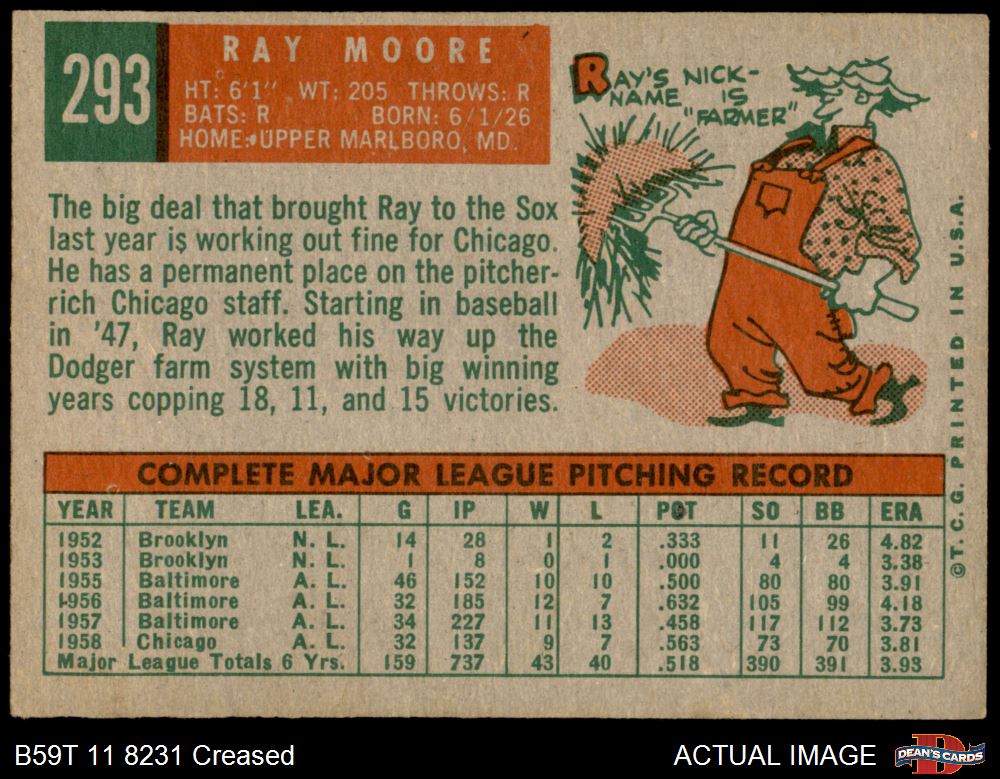 293
RAY MOORE
HT: 6'1" WT: 205 THROWS: R
BATS: R BORN: 6/1/26
HOME: UPPER MARLBORO, MD.
RAY'S NICK-
NAME IS
"FARMER"
The big deal that brought Ray to the Sox
last year is working out fine for Chicago.
He has a permanent place on the pitcher-
rich Chicago staff. Starting in baseball
in '47, Ray worked his way up the
Dodger farm system with big winning
years copping 18, 11, and 15 victories.
©T. C. G. PRINTED IN U.S.A.
COMPLETE MAJOR LEAGUE PITCHING RECORD
YEAR TEAM LEA. G IP W L PCT SO BB ERA
1952 Brooklyn N. L. 14 28 1 2 .333 11 26 4.82
1953 Brooklyn N. L. 1 8 0 1 .000 4 4 3.38
1955 Baltimore A. L. 46 152 10 10 .500 80 80 3.91
1956 Baltimore A. L. 32 185 12 7 .632 105 99 4.18
1957 Baltimore A. L. 34 227 11 13 .458 117 112 3.73
1958 Chicago A. L. 32 137 9 7 .563 73 70 3.81
Major League Totals 6 Yrs. 159 737 43 40 .518 390 391 3.93
B59T 11 8231 Creased
ACTUAL IMAGE
DEAN'S CARDS